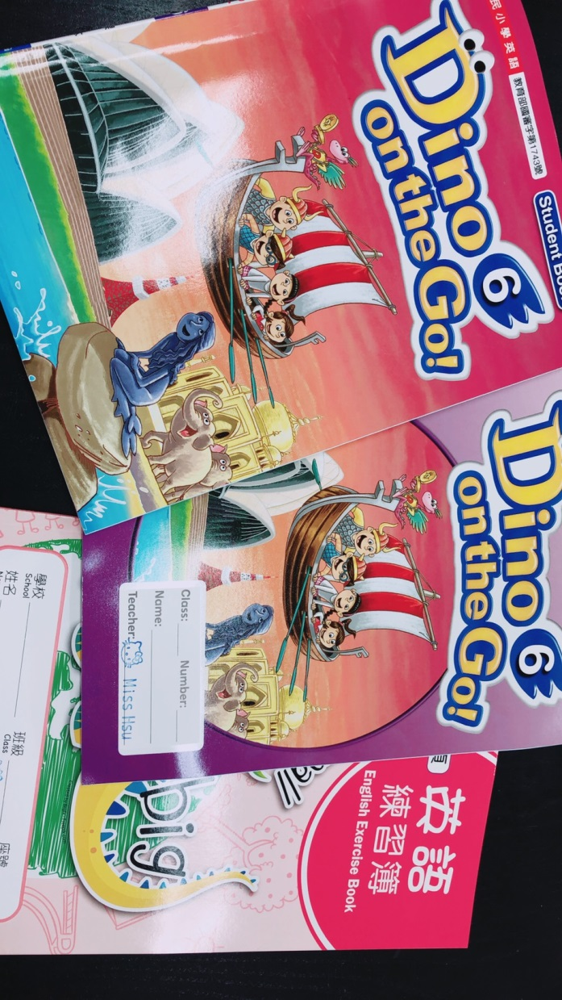 民小學英語
教育部國審字第1743號
Dino
on the Go!
6
Student Bo
Dino
on the Go!
6
Class:
Number:
Name:
Teacher: Miss Hsu
英語
練習簿
English Exercise Book
big
學校
School
姓名
班級
Class
座號